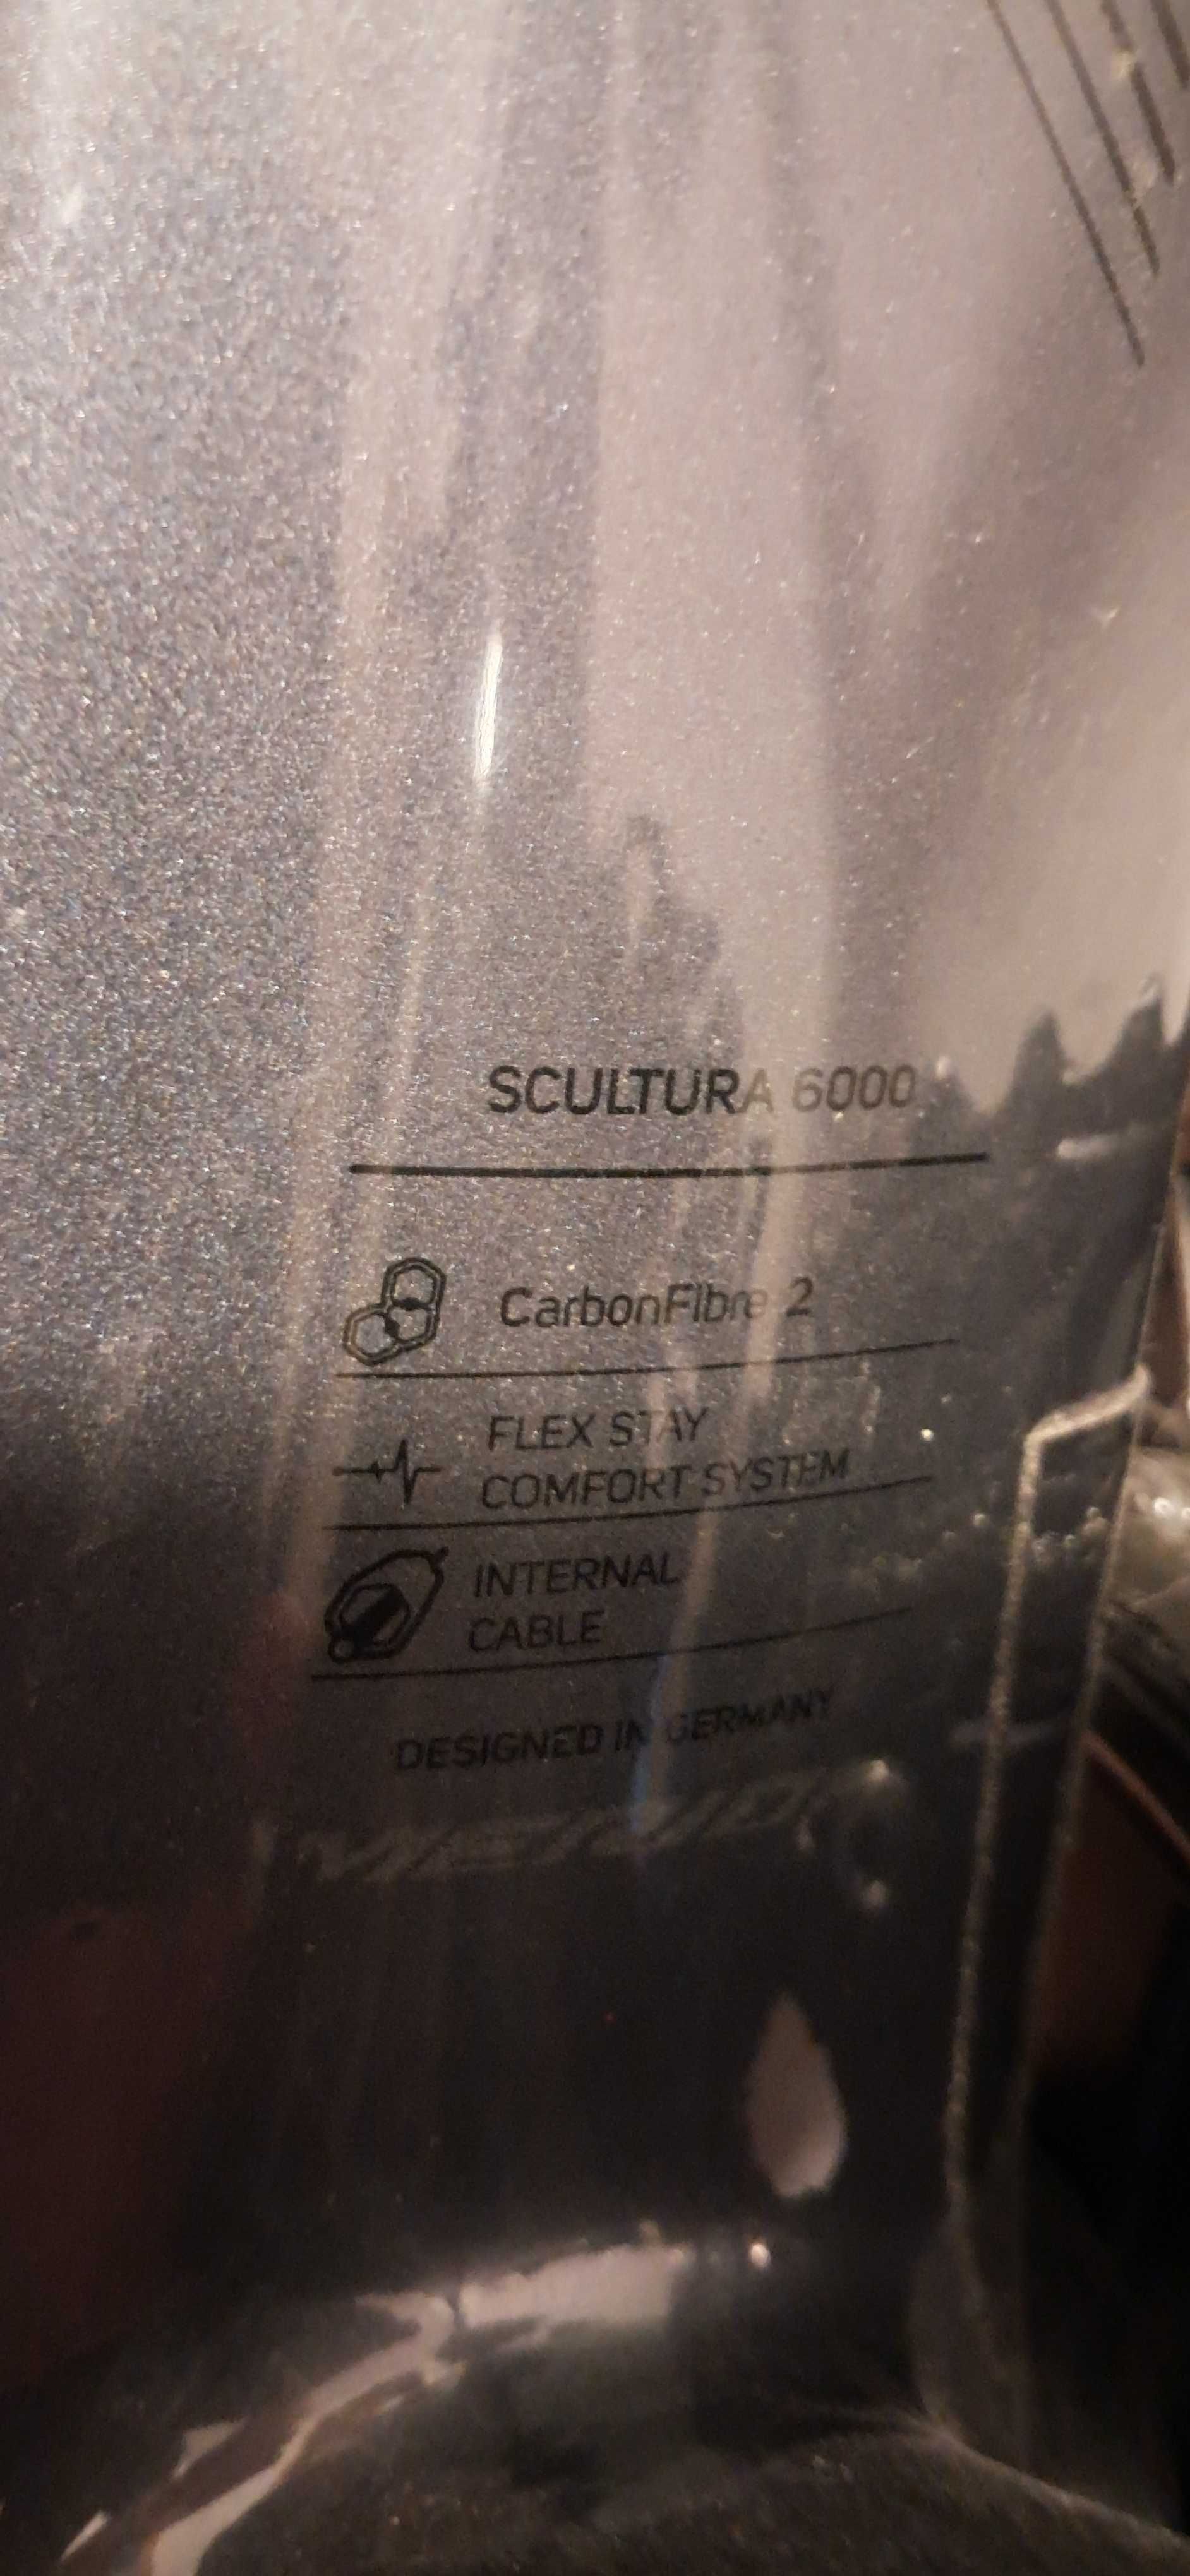 SCULTURA 6000
CarbonFibre 2
FLEX STAY
COMFORT SYSTEM
INTERNAL
CABLE
DESIGNED IN GERMANY